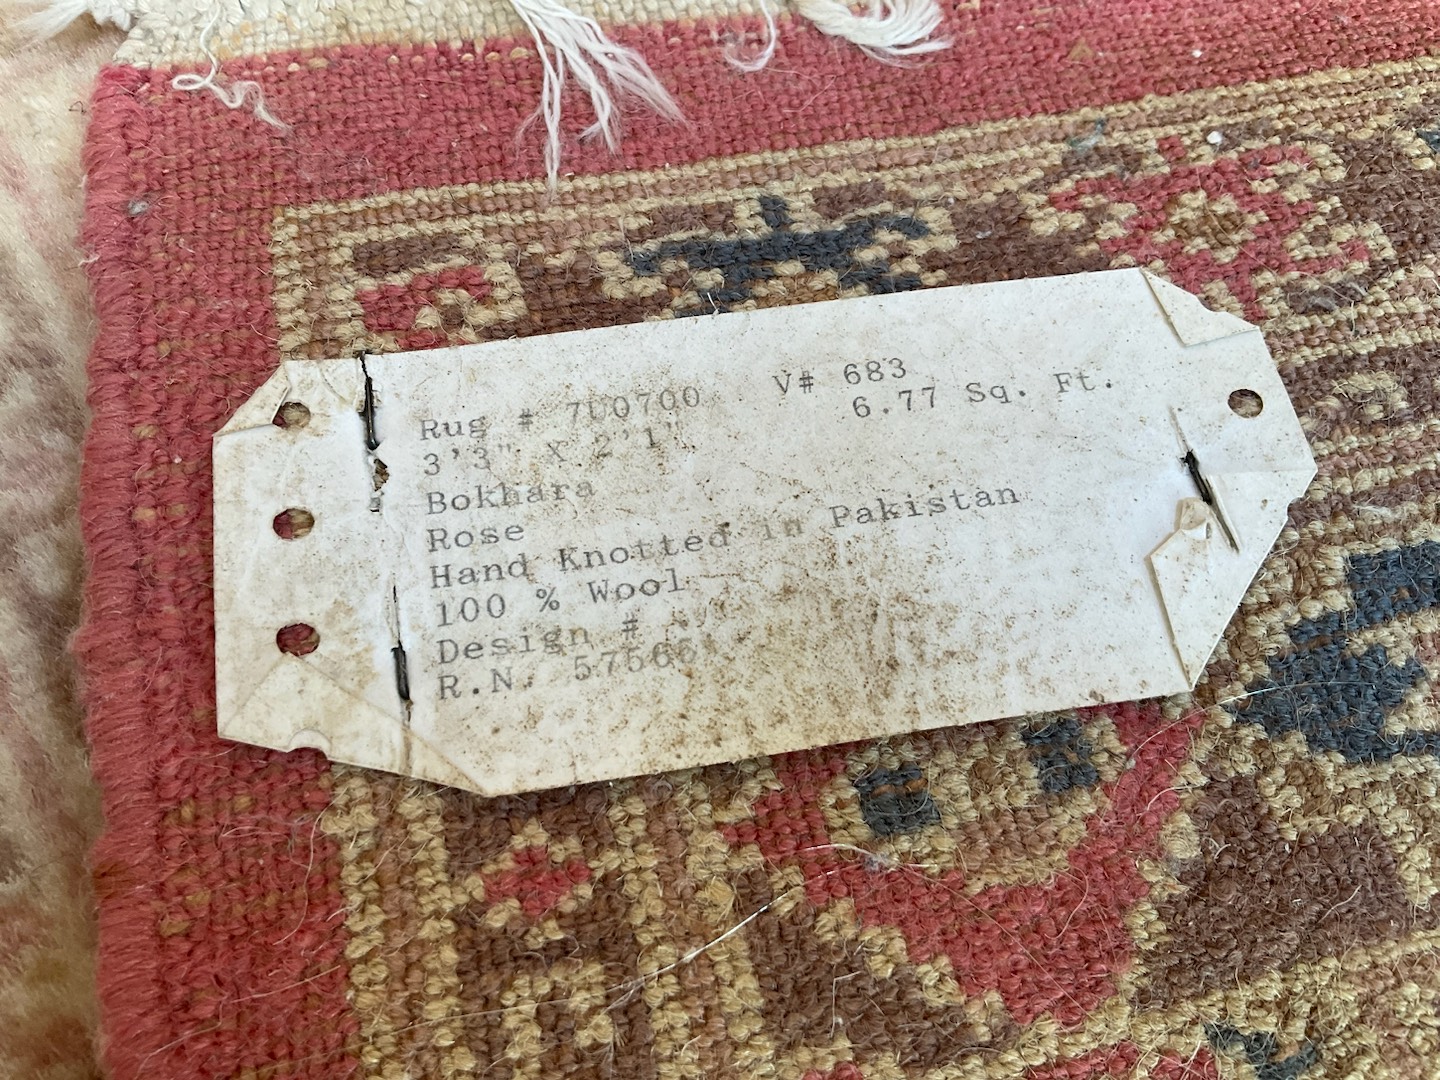 Rug # 7U0700 V# 683
3'3" X 2'1" 6.77 Sq. Ft.
Bokhara
Rose
Hand Knotted in Pakistan
100 % Wool
Design #
R.N. 57566